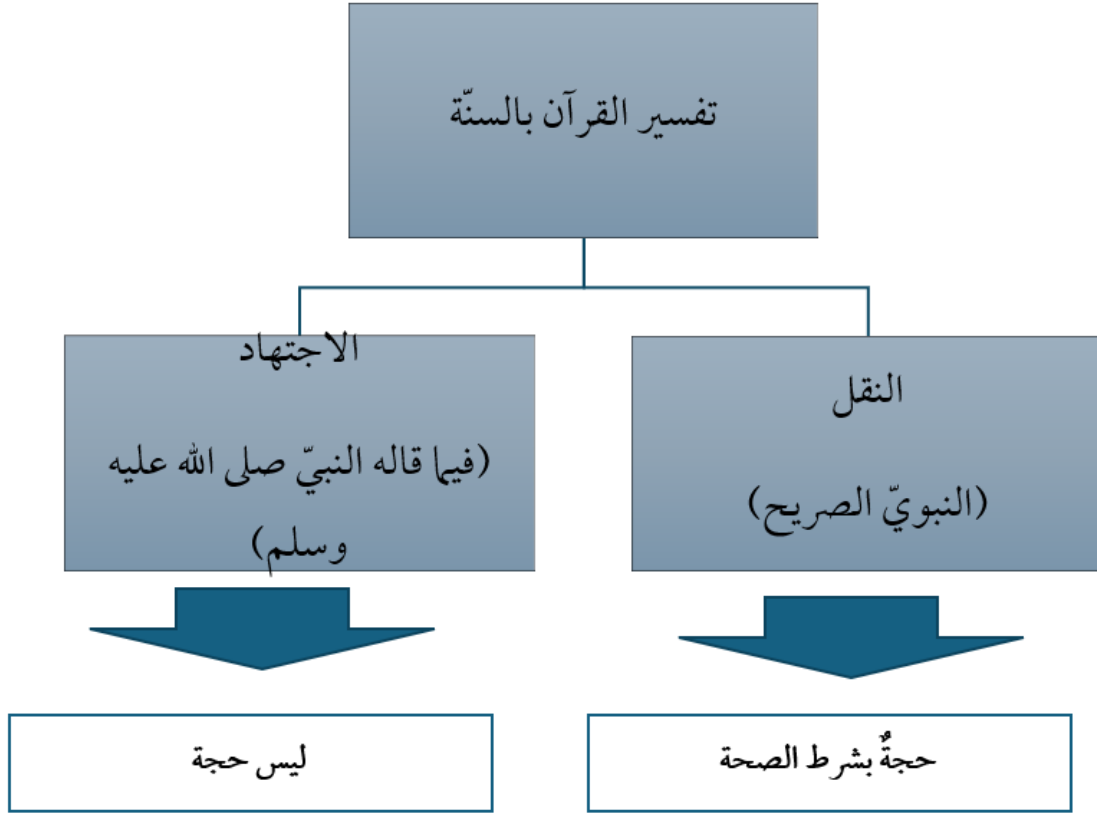 تفسير القرآن بالسنّة
النقل
(النبويّ الصريح)
الاجتهاد
(فيما قاله النبيّ صلى الله عليه
وسلم)
حجةٌ بشرط الصحة
ليس حجة